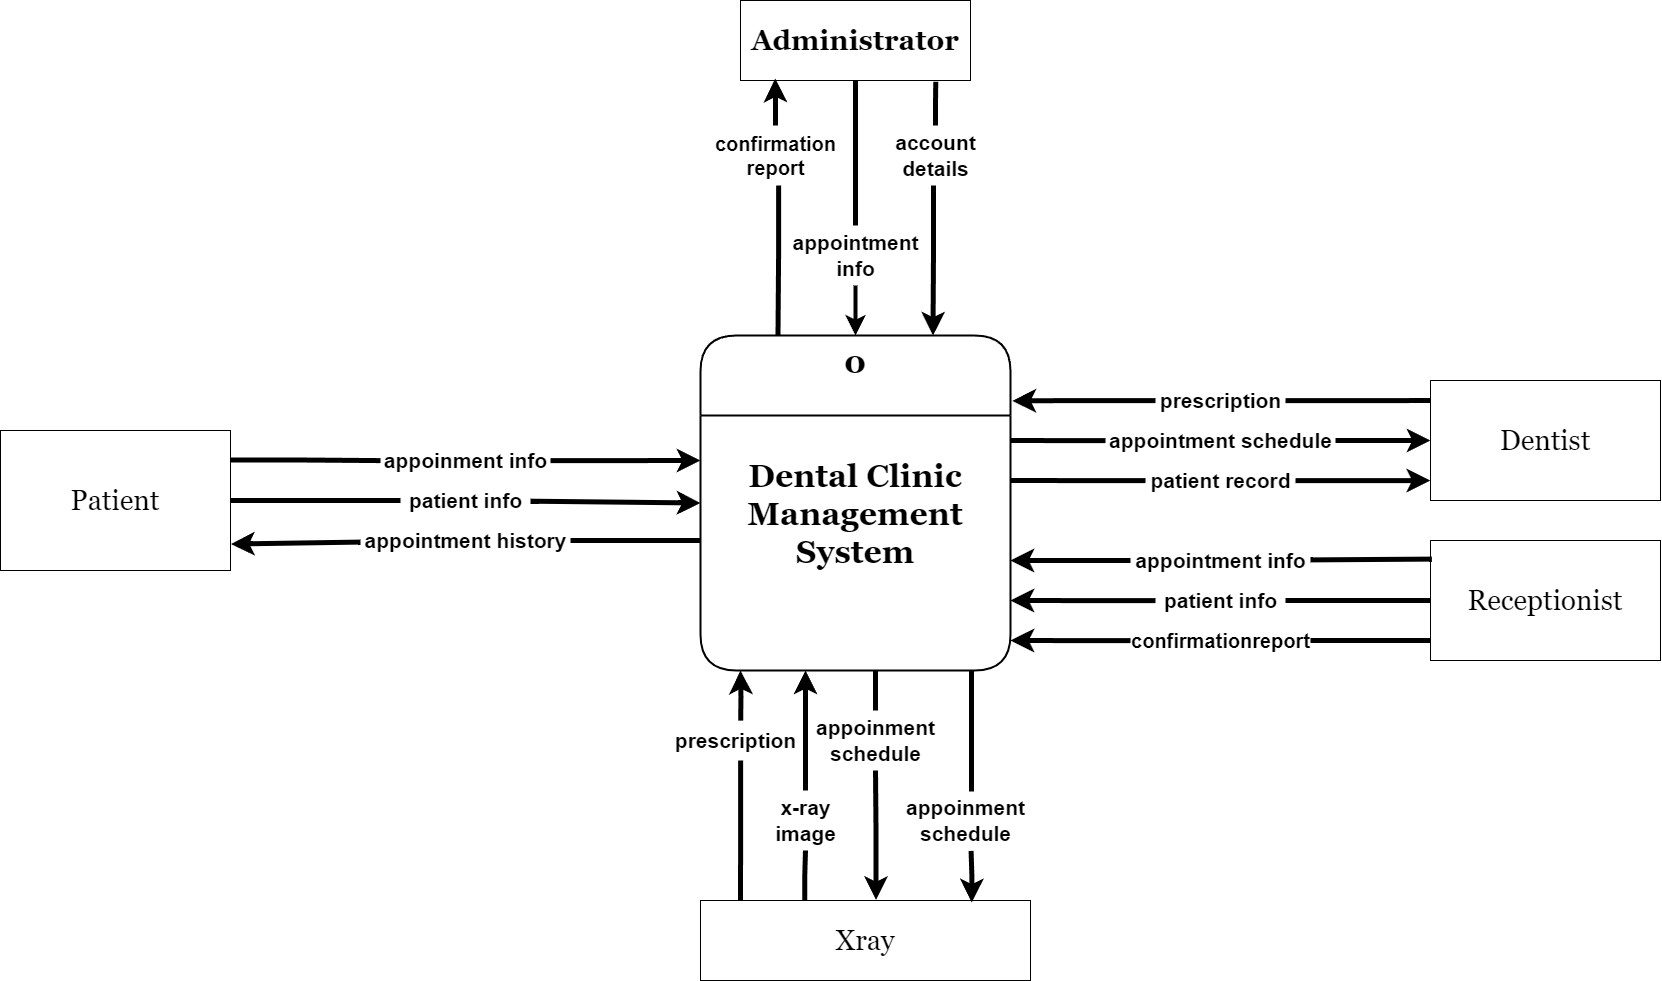 Administrator
confirmation
report
account
details
appointment
info
0
Dental Clinic
Management
System
Patient
appoinment info
patient info
appointment history
prescription
appointment schedule
patient record
Dentist
appointment info
patient info
confirmationreport
Receptionist
prescription
x-ray
image
appoinment
schedule
appoinment
schedule
Xray